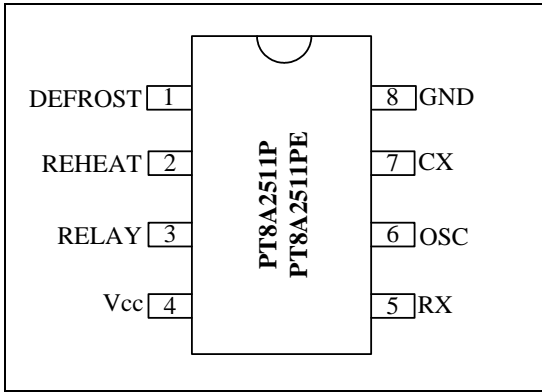 DEFROST 1
REHEAT 2
RELAY 3
Vcc 4
PT8A2511P
PT8A2511PE
8 GND
7 CX
6 OSC
5 RX